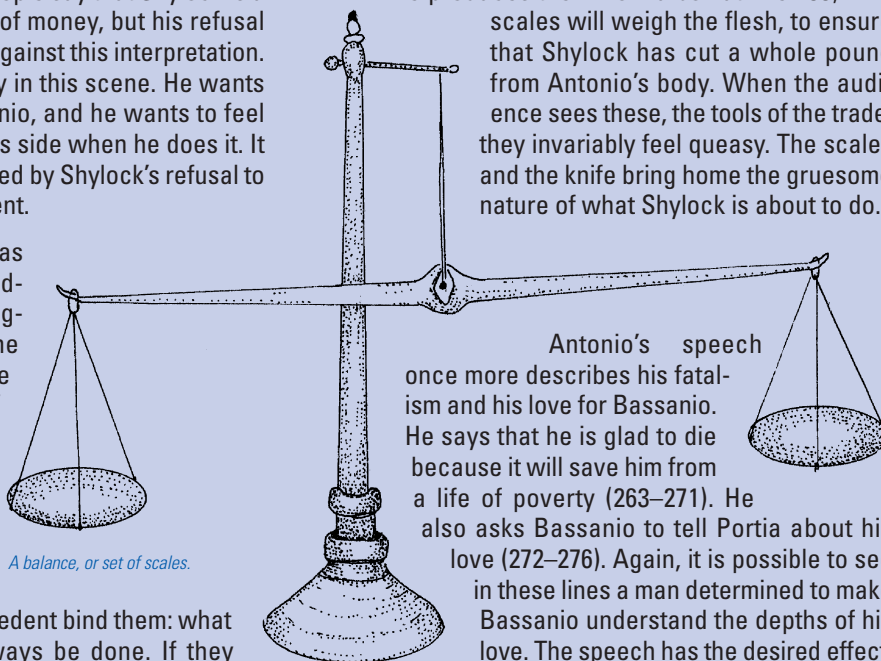 of money, but his refusal
gainst this interpretation.
y in this scene. He wants
nio, and he wants to feel
s side when he does it. It
ed by Shylock's refusal to
ent.
as
d-
g-
ne
e
A balance, or set of scales.
edent bind them: what
ays be done. If they
scales will weigh the flesh, to ensur
that Shylock has cut a whole poun
from Antonio's body. When the audi
ence sees these, the tools of the trade
they invariably feel queasy. The scale
and the knife bring home the gruesom
nature of what Shylock is about to do.
Antonio's speech
once more describes his fatal-
ism and his love for Bassanio.
He says that he is glad to die
because it will save him from
a life of poverty (263–271). He
also asks Bassanio to tell Portia about hi
love (272–276). Again, it is possible to se
in these lines a man determined to mak
Bassanio understand the depths of hi
love. The speech has the desired effect